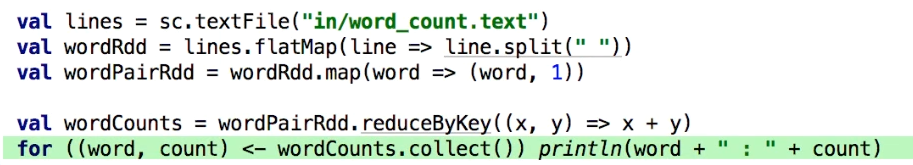 val lines = sc.textFile("in/word_count.text")
val wordRdd = lines.flatMap(line => line.split(" "))
val wordPairRdd = wordRdd.map(word => (word, 1))
val wordCounts = wordPairRdd.reduceByKey((x, y) => x + y)
for ((word, count) <- wordCounts.collect()) println(word + " : " + count)